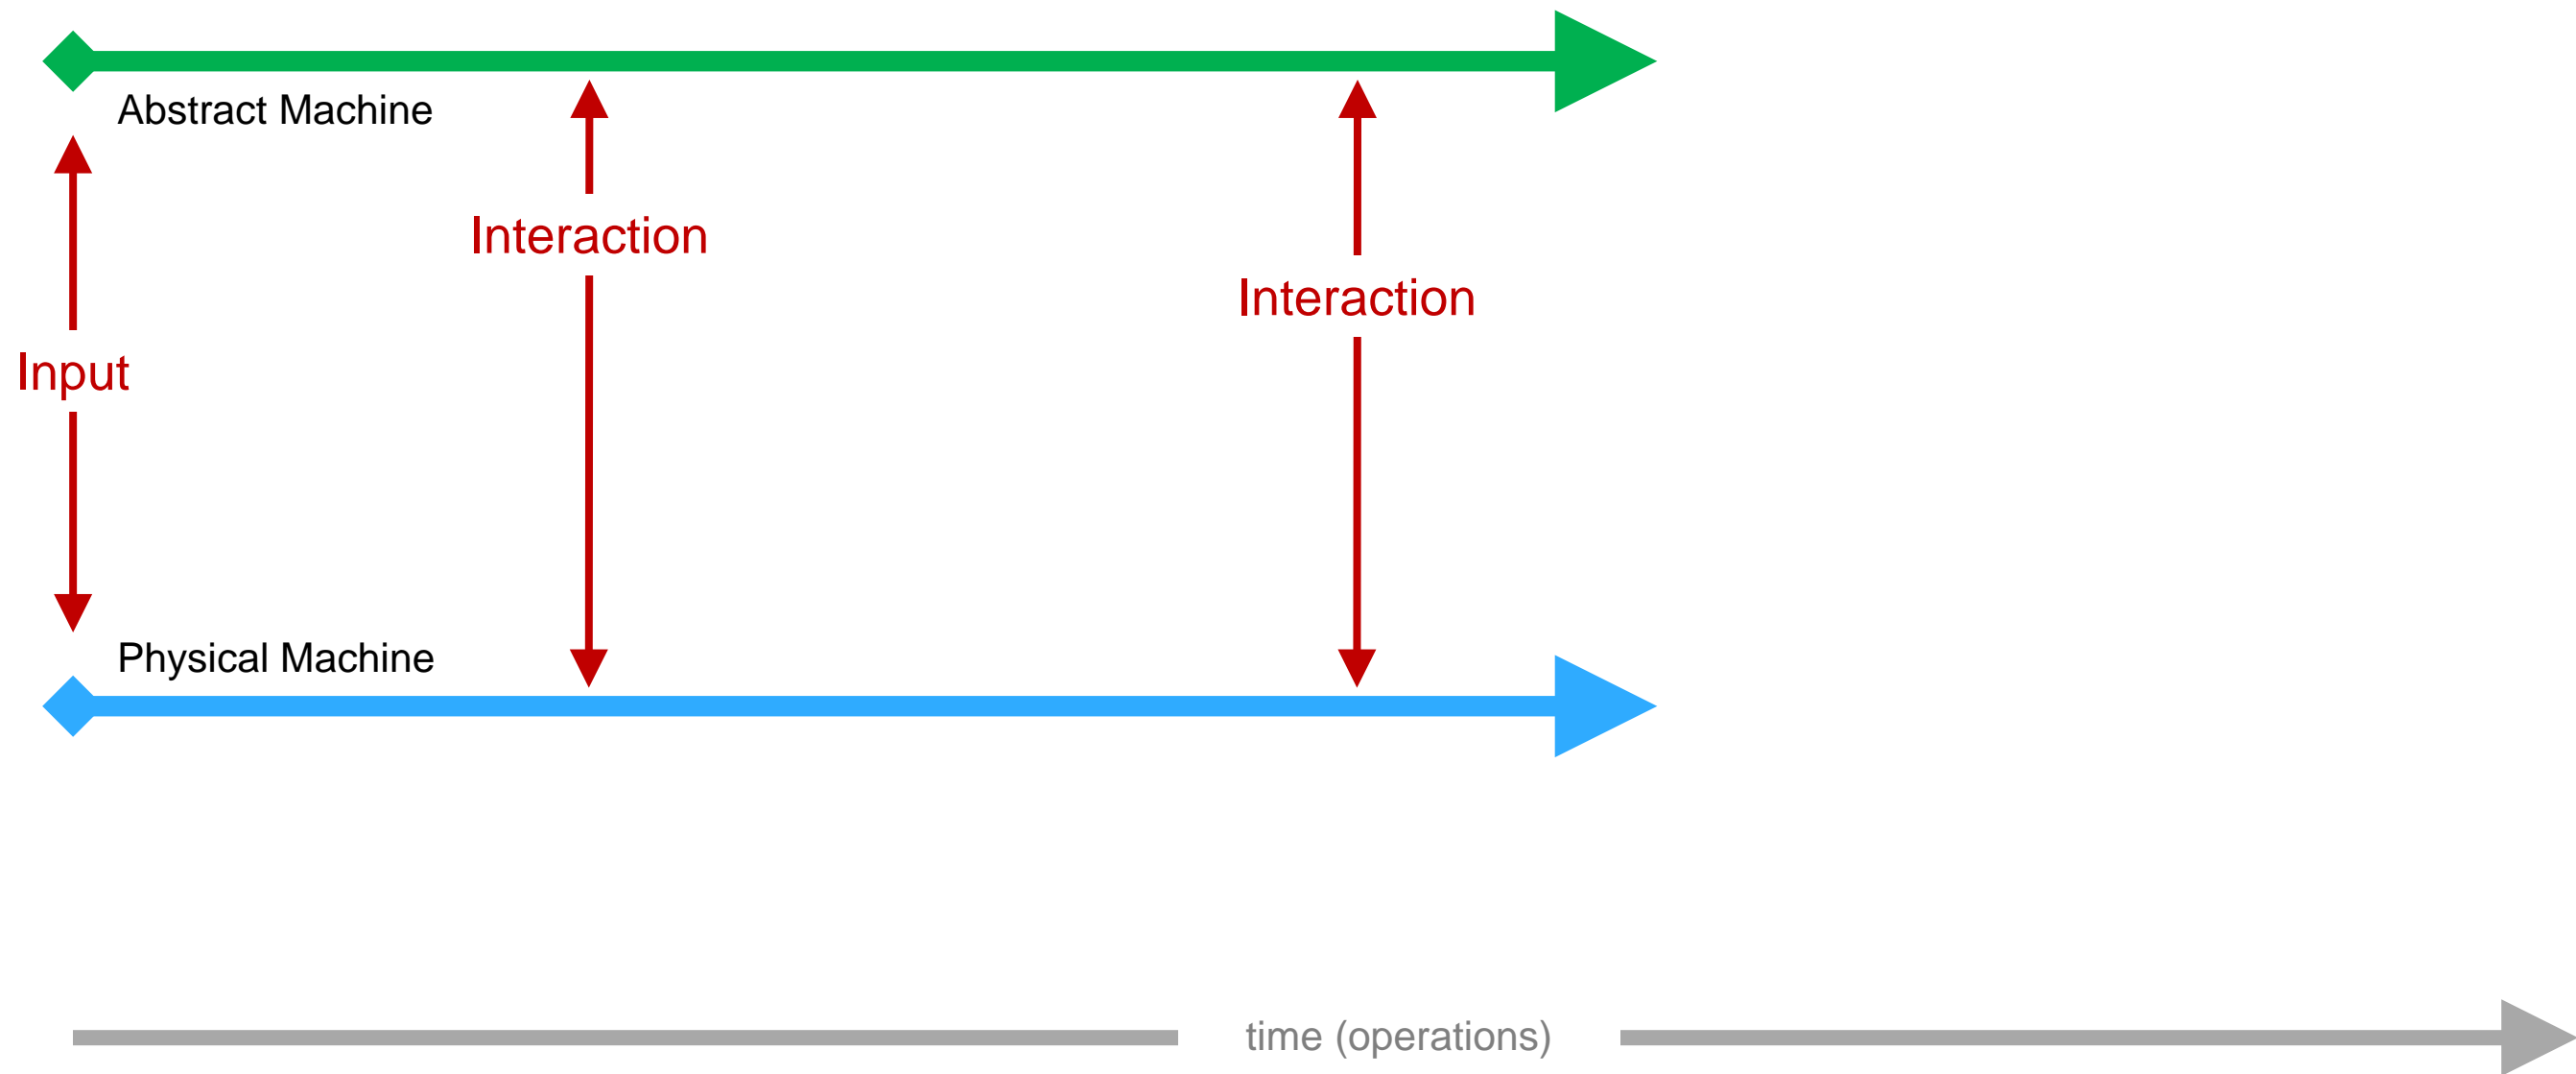 Abstract Machine
Interaction
Interaction
Input
Physical Machine
time (operations)